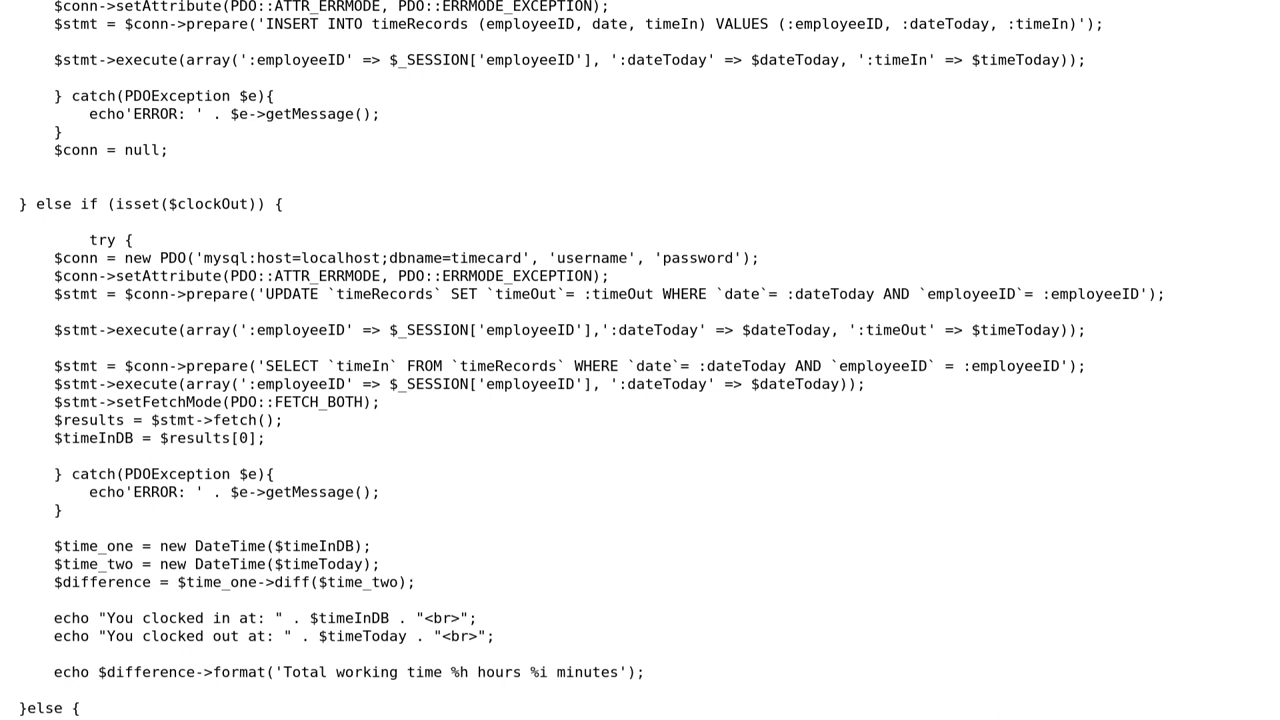 $conn->setAttribute(PDO::ATTR_ERRMODE, PDO::ERRMODE_EXCEPTION);
$stmt = $conn->prepare('INSERT INTO timeRecords (employeeID, date, timeIn) VALUES (:employeeID, :dateToday, :timeIn)');
$stmt->execute(array(':employeeID' => $_SESSION['employeeID'], ':dateToday' => $dateToday, ':timeIn' => $timeToday));
} catch(PDOException $e){
echo'ERROR: ' . $e->getMessage();
}
$conn = null;
} else if (isset($clockOut)) {
try {
$conn = new PDO('mysql:host=localhost;dbname=timecard', 'username', 'password');
$conn->setAttribute(PDO::ATTR_ERRMODE, PDO::ERRMODE_EXCEPTION);
$stmt = $conn->prepare('UPDATE `timeRecords` SET `timeOut`= :timeOut WHERE `date`= :dateToday AND `employeeID`= :employeeID');
$stmt->execute(array(':employeeID' => $_SESSION['employeeID'],':dateToday' => $dateToday, ':timeOut' => $timeToday));
$stmt = $conn->prepare('SELECT `timeIn` FROM `timeRecords` WHERE `date`= :dateToday AND `employeeID` = :employeeID');
$stmt->execute(array(':employeeID' => $_SESSION['employeeID'], ':dateToday' => $dateToday));
$stmt->setFetchMode(PDO::FETCH_BOTH);
$results = $stmt->fetch();
$timeInDB = $results[0];
} catch(PDOException $e){
echo'ERROR: ' . $e->getMessage();
}
$time_one = new DateTime($timeInDB);
$time_two = new DateTime($timeToday);
$difference = $time_one->diff($time_two);
echo "You clocked in at: " . $timeInDB . "<br>";
echo "You clocked out at: " . $timeToday . "<br>";
echo $difference->format('Total working time %h hours %i minutes');
}else {